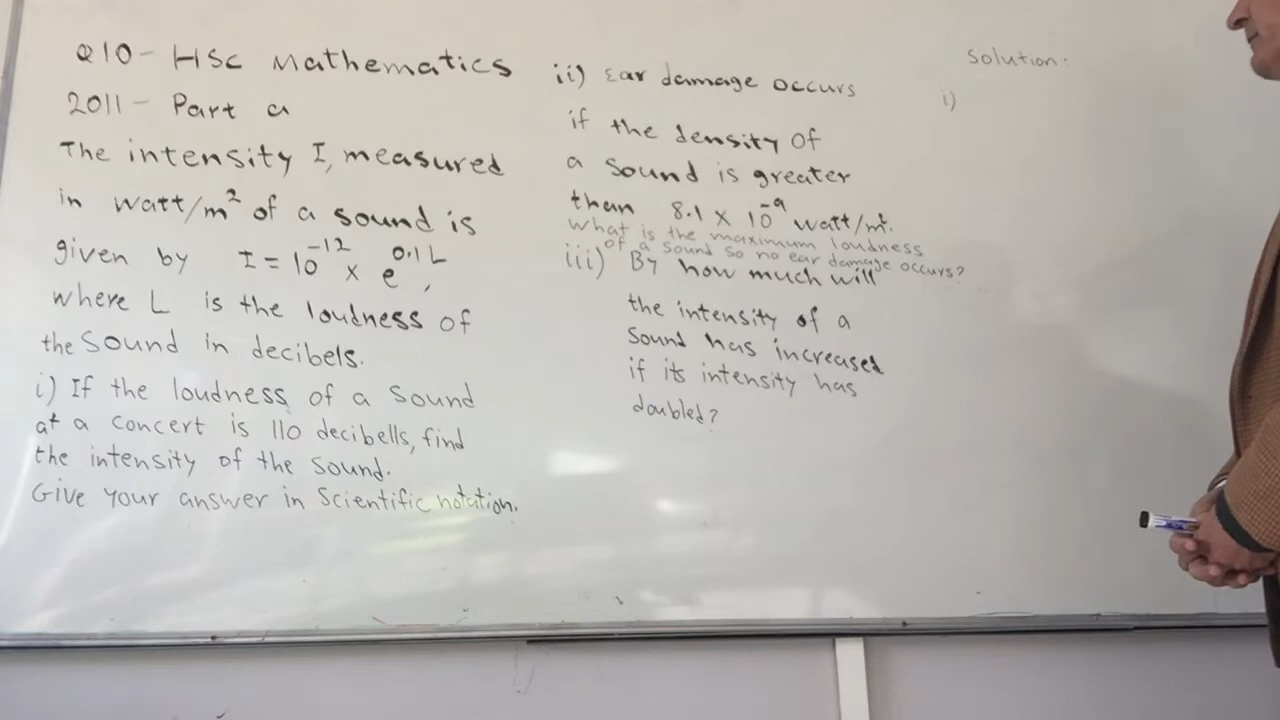 Q10 - HSC Mathematics
2011 - Part a
The intensity I, measured
in watt/m² of a sound is
given by I = 10⁻¹² × e^0.1L,
where L is the loudness of
the Sound in decibels.
i) If the loudness of a Sound
at a concert is 110 decibells, find
the intensity of the Sound.
Give your answer in Scientific notation.
ii) Ear damage occurs
if the density of
a sound is greater
than 8.1 × 10⁻⁹ watt/m².
What is the maximum loudness
of a sound so no ear damage occurs?
iii) By how much will
the intensity of a
Sound has increased
if its intensity has
doubled?
Solution:
i)